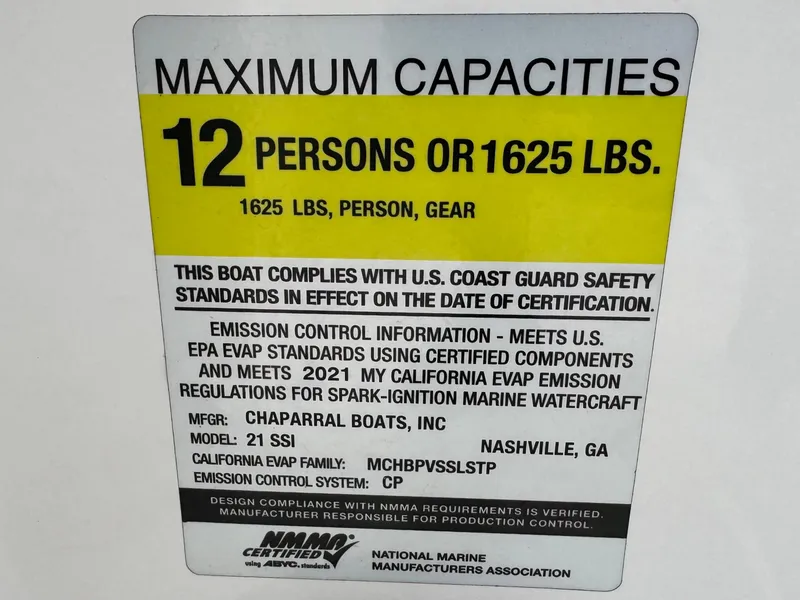 MAXIMUM CAPACITIES
12 PERSONS OR 1625 LBS.
1625 LBS, PERSON, GEAR
THIS BOAT COMPLIES WITH U.S. COAST GUARD SAFETY
STANDARDS IN EFFECT ON THE DATE OF CERTIFICATION.
EMISSION CONTROL INFORMATION - MEETS U.S.
EPA EVAP STANDARDS USING CERTIFIED COMPONENTS
AND MEETS 2021 MY CALIFORNIA EVAP EMISSION
REGULATIONS FOR SPARK-IGNITION MARINE WATERCRAFT
MFGR: CHAPARRAL BOATS, INC
MODEL: 21 SSI NASHVILLE, GA
CALIFORNIA EVAP FAMILY: MCHBPVSSLSTP
EMISSION CONTROL SYSTEM: CP
DESIGN COMPLIANCE WITH NMMA REQUIREMENTS IS VERIFIED.
MANUFACTURER RESPONSIBLE FOR PRODUCTION CONTROL.
NMMA®
CERTIFIED
using ABYC. standards
NATIONAL MARINE
MANUFACTURERS ASSOCIATION